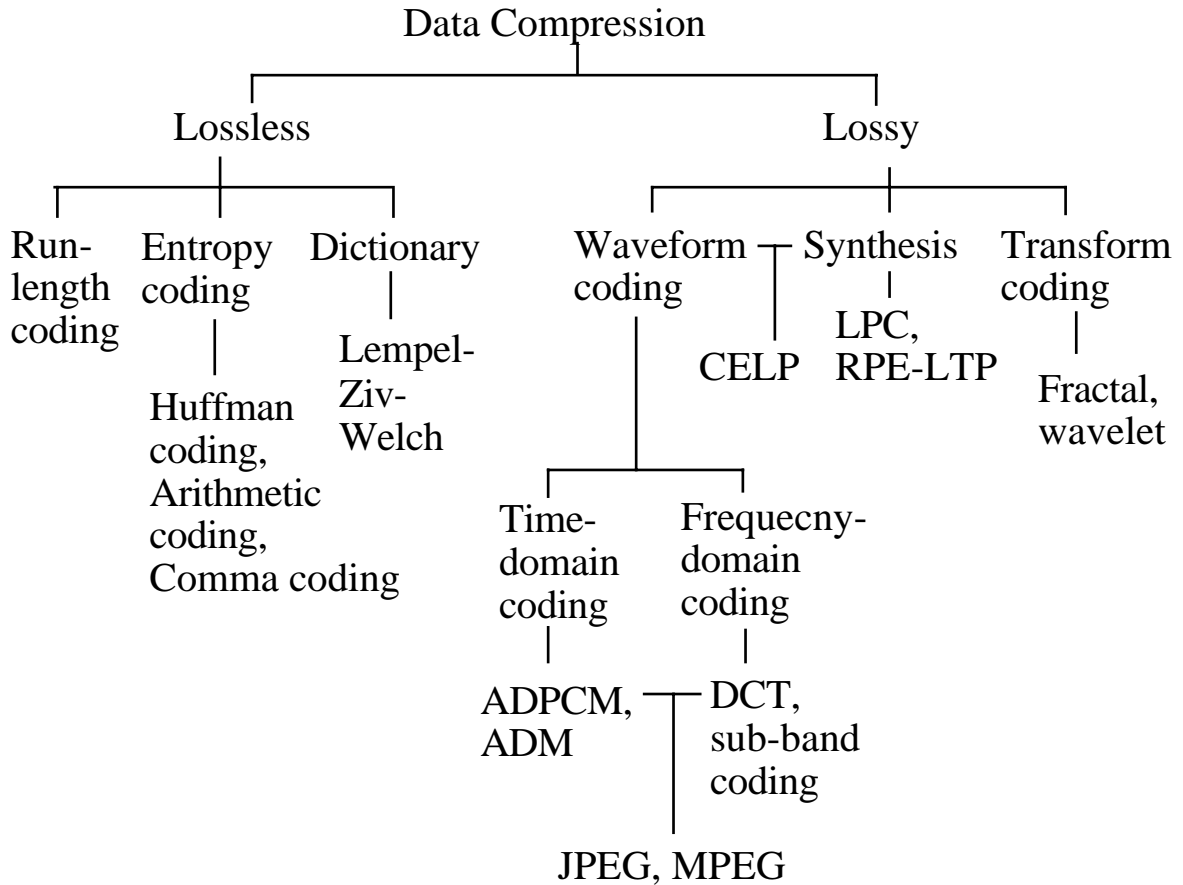 Data Compression
Lossless
Lossy
Run-
length
coding
Entropy
coding
Dictionary
Waveform
coding
Synthesis
Transform
coding
Huffman
coding,
Arithmetic
coding,
Comma coding
Lempel-
Ziv-
Welch
CELP
LPC,
RPE-LTP
Fractal,
wavelet
Time-
domain
coding
Frequecny-
domain
coding
ADPCM,
ADM
DCT,
sub-band
coding
JPEG, MPEG